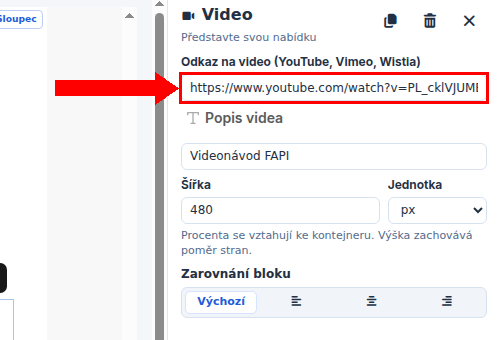 Sloupec
Video
Představte svou nabídku
Odkaz na video (YouTube, Vimeo, Wistia)
https://www.youtube.com/watch?v=PL_cklVJUMI
Popis videa
Videonávod FAPI
Šířka
Jednotka
480
px
Procenta se vztahují ke kontejneru. Výška zachovává
poměr stran.
Zarovnání bloku
Výchozí